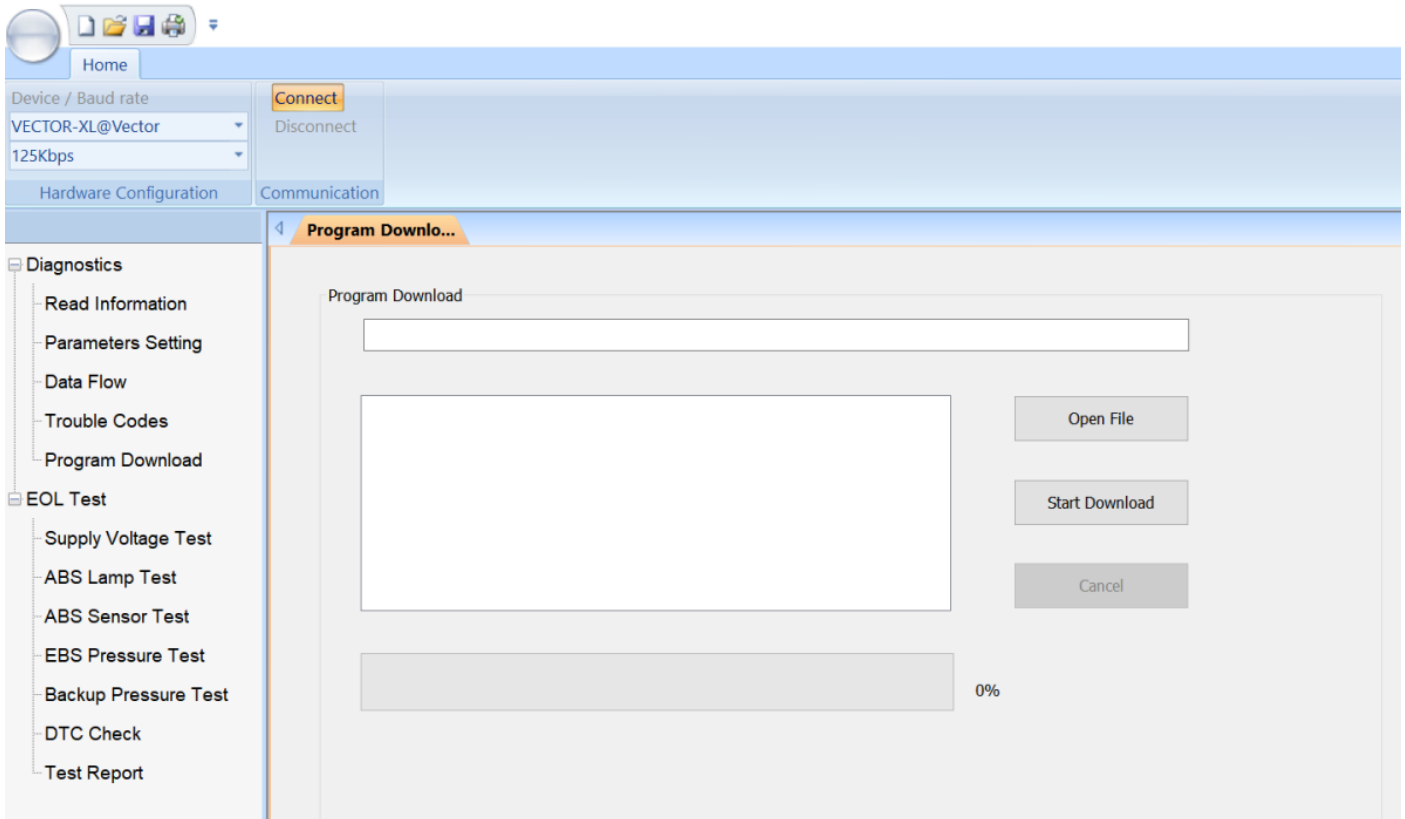 Home
Device / Baud rate
VECTOR-XL@Vector
125Kbps
Hardware Configuration
Connect
Disconnect
Communication
Program Downlo...
Diagnostics
Read Information
Parameters Setting
Data Flow
Trouble Codes
Program Download
EOL Test
Supply Voltage Test
ABS Lamp Test
ABS Sensor Test
EBS Pressure Test
Backup Pressure Test
DTC Check
Test Report
Program Download
Open File
Start Download
Cancel
0%